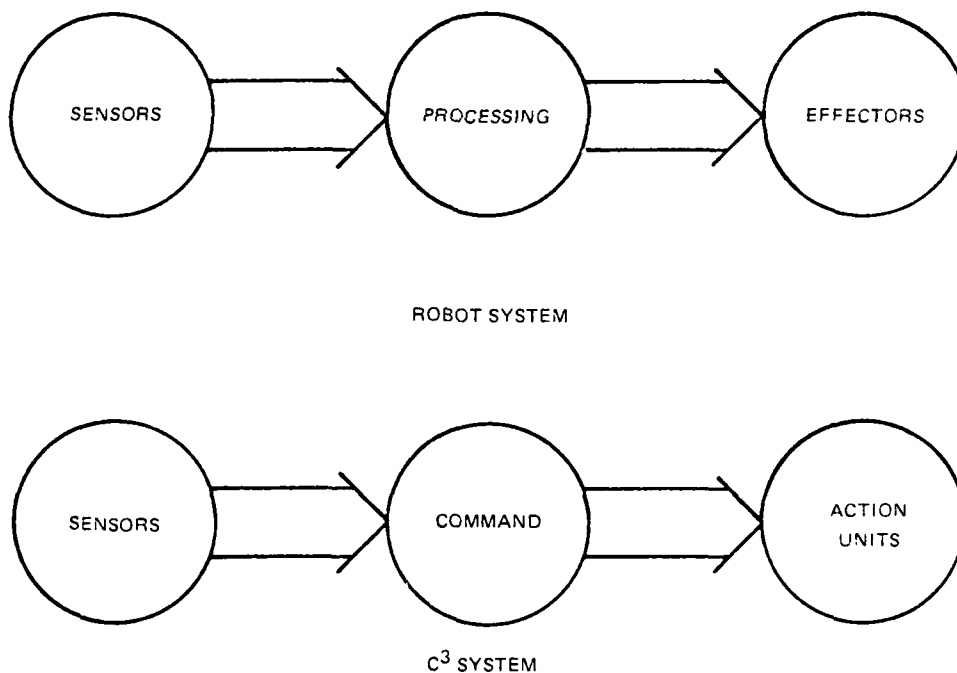 SENSORS
PROCESSING
EFFECTORS
ROBOT SYSTEM
SENSORS
COMMAND
ACTION
UNITS
C³ SYSTEM